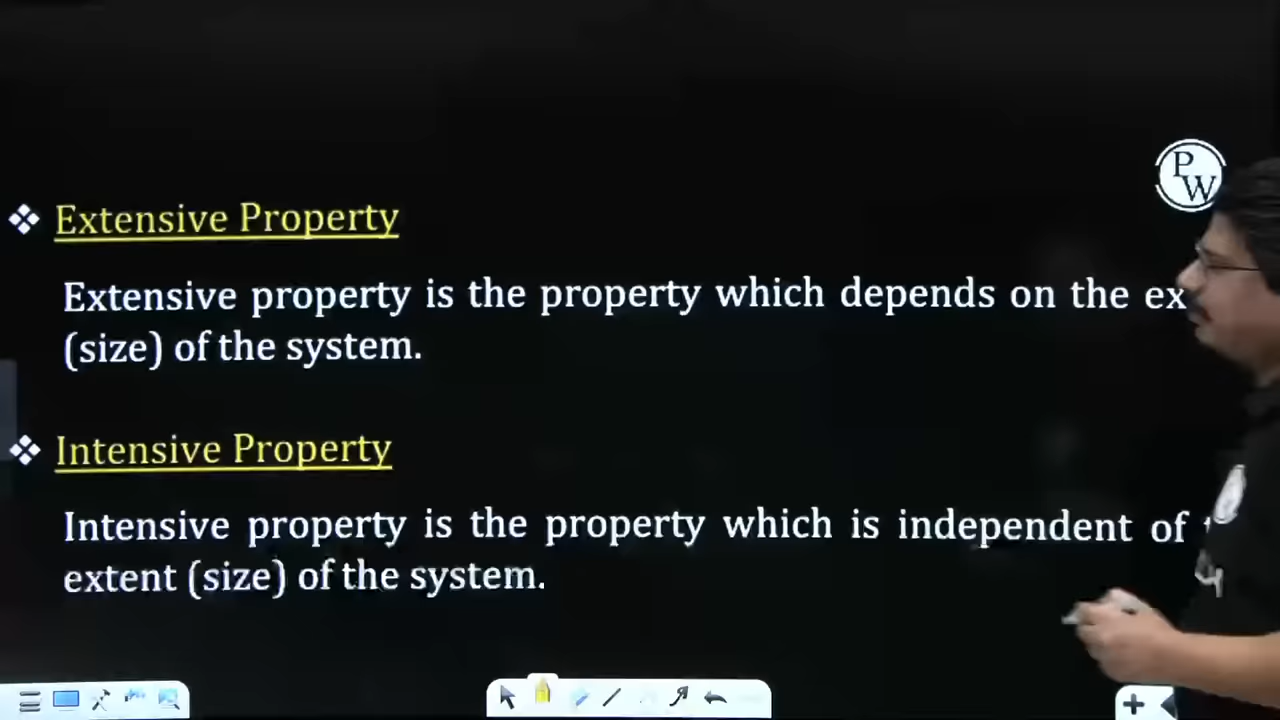 P
W
Extensive Property
Extensive property is the property which depends on the ex
(size) of the system.
Intensive Property
Intensive property is the property which is independent of
extent (size) of the system.